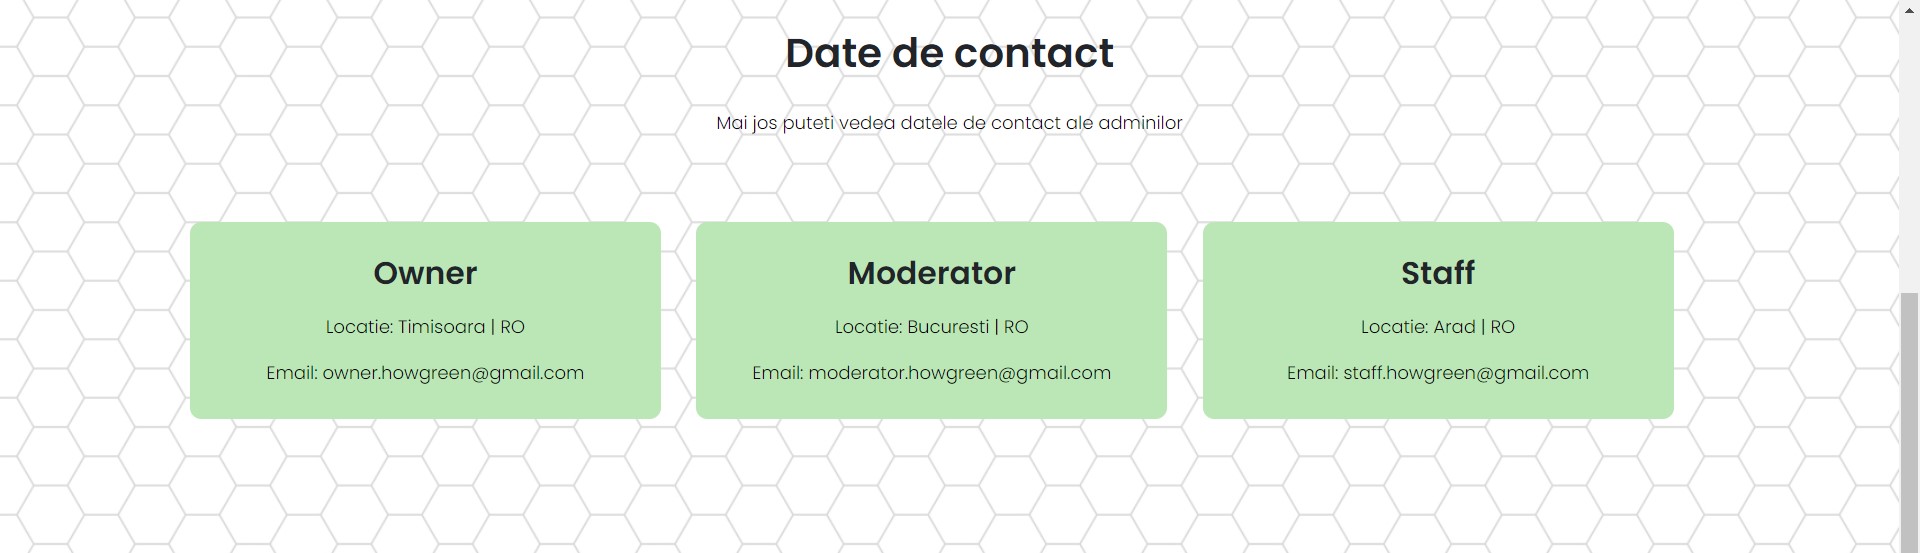 Date de contact
Mai jos puteti vedea datele de contact ale adminilor
Owner
Locatie: Timisoara | RO
Email: owner.howgreen@gmail.com
Moderator
Locatie: Bucuresti | RO
Email: moderator.howgreen@gmail.com
Staff
Locatie: Arad | RO
Email: staff.howgreen@gmail.com